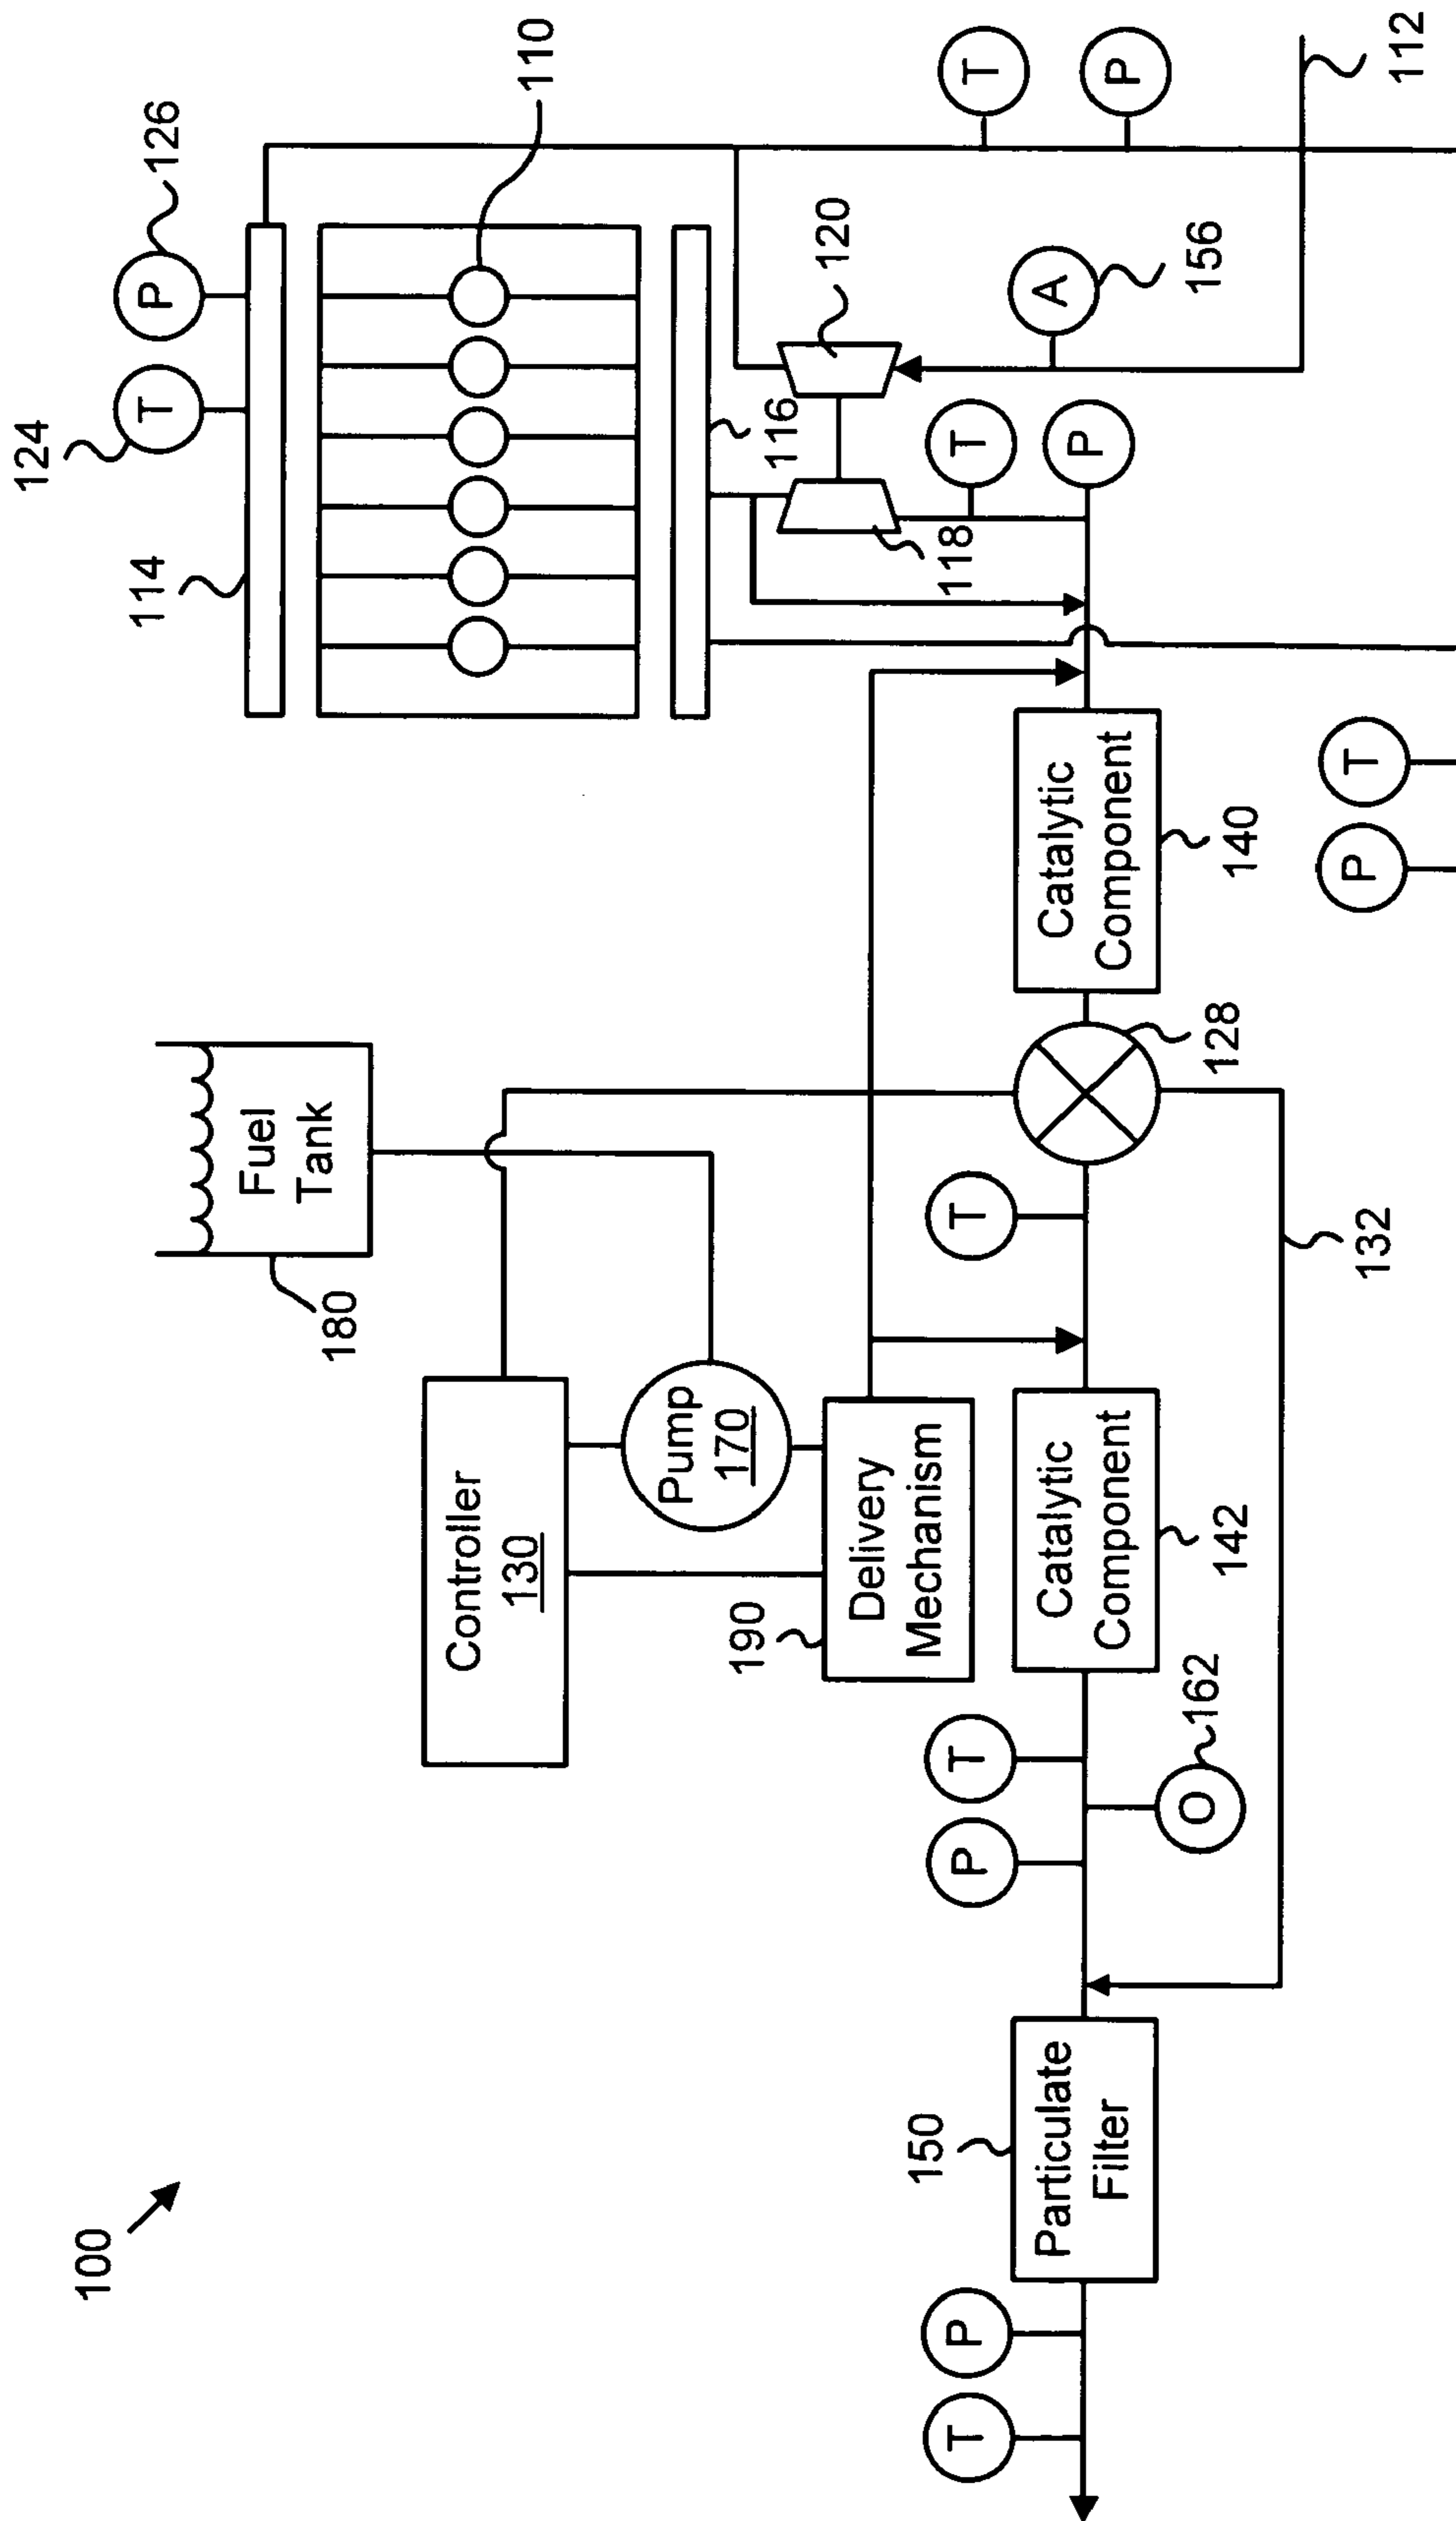 100
124
T
P
126
114
110
Fuel
Tank
180
116
120
118
T
P
T
P
A
156
112
Controller
130
Pump
170
190
Delivery
Mechanism
T
P
150
Particulate
Filter
P
T
O
162
Catalytic
Component
142
T
128
132
Catalytic
Component
140
P
T